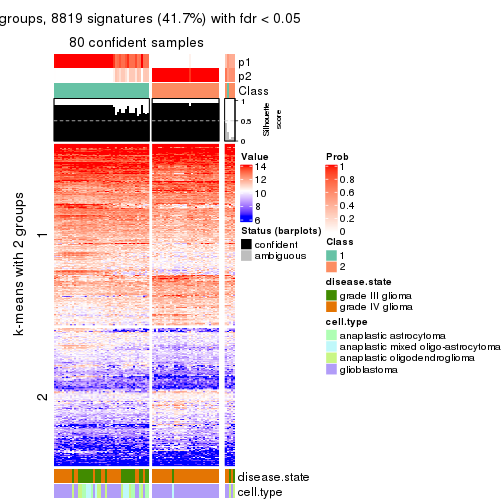 groups, 8819 signatures (41.7%) with fdr < 0.05
80 confident samples
p1
p2
Class
1
0.5
0
Silhouette
score
k-means with 2 groups
1
2
Value
14
12
10
8
6
Status (barplots)
confident
ambiguous
Prob
1
0.8
0.6
0.4
0.2
0
Class
1
2
disease.state
grade III glioma
grade IV glioma
cell.type
anaplastic astrocytoma
anaplastic mixed oligo-astrocytoma
anaplastic oligodendroglioma
glioblastoma
disease.state
cell.type